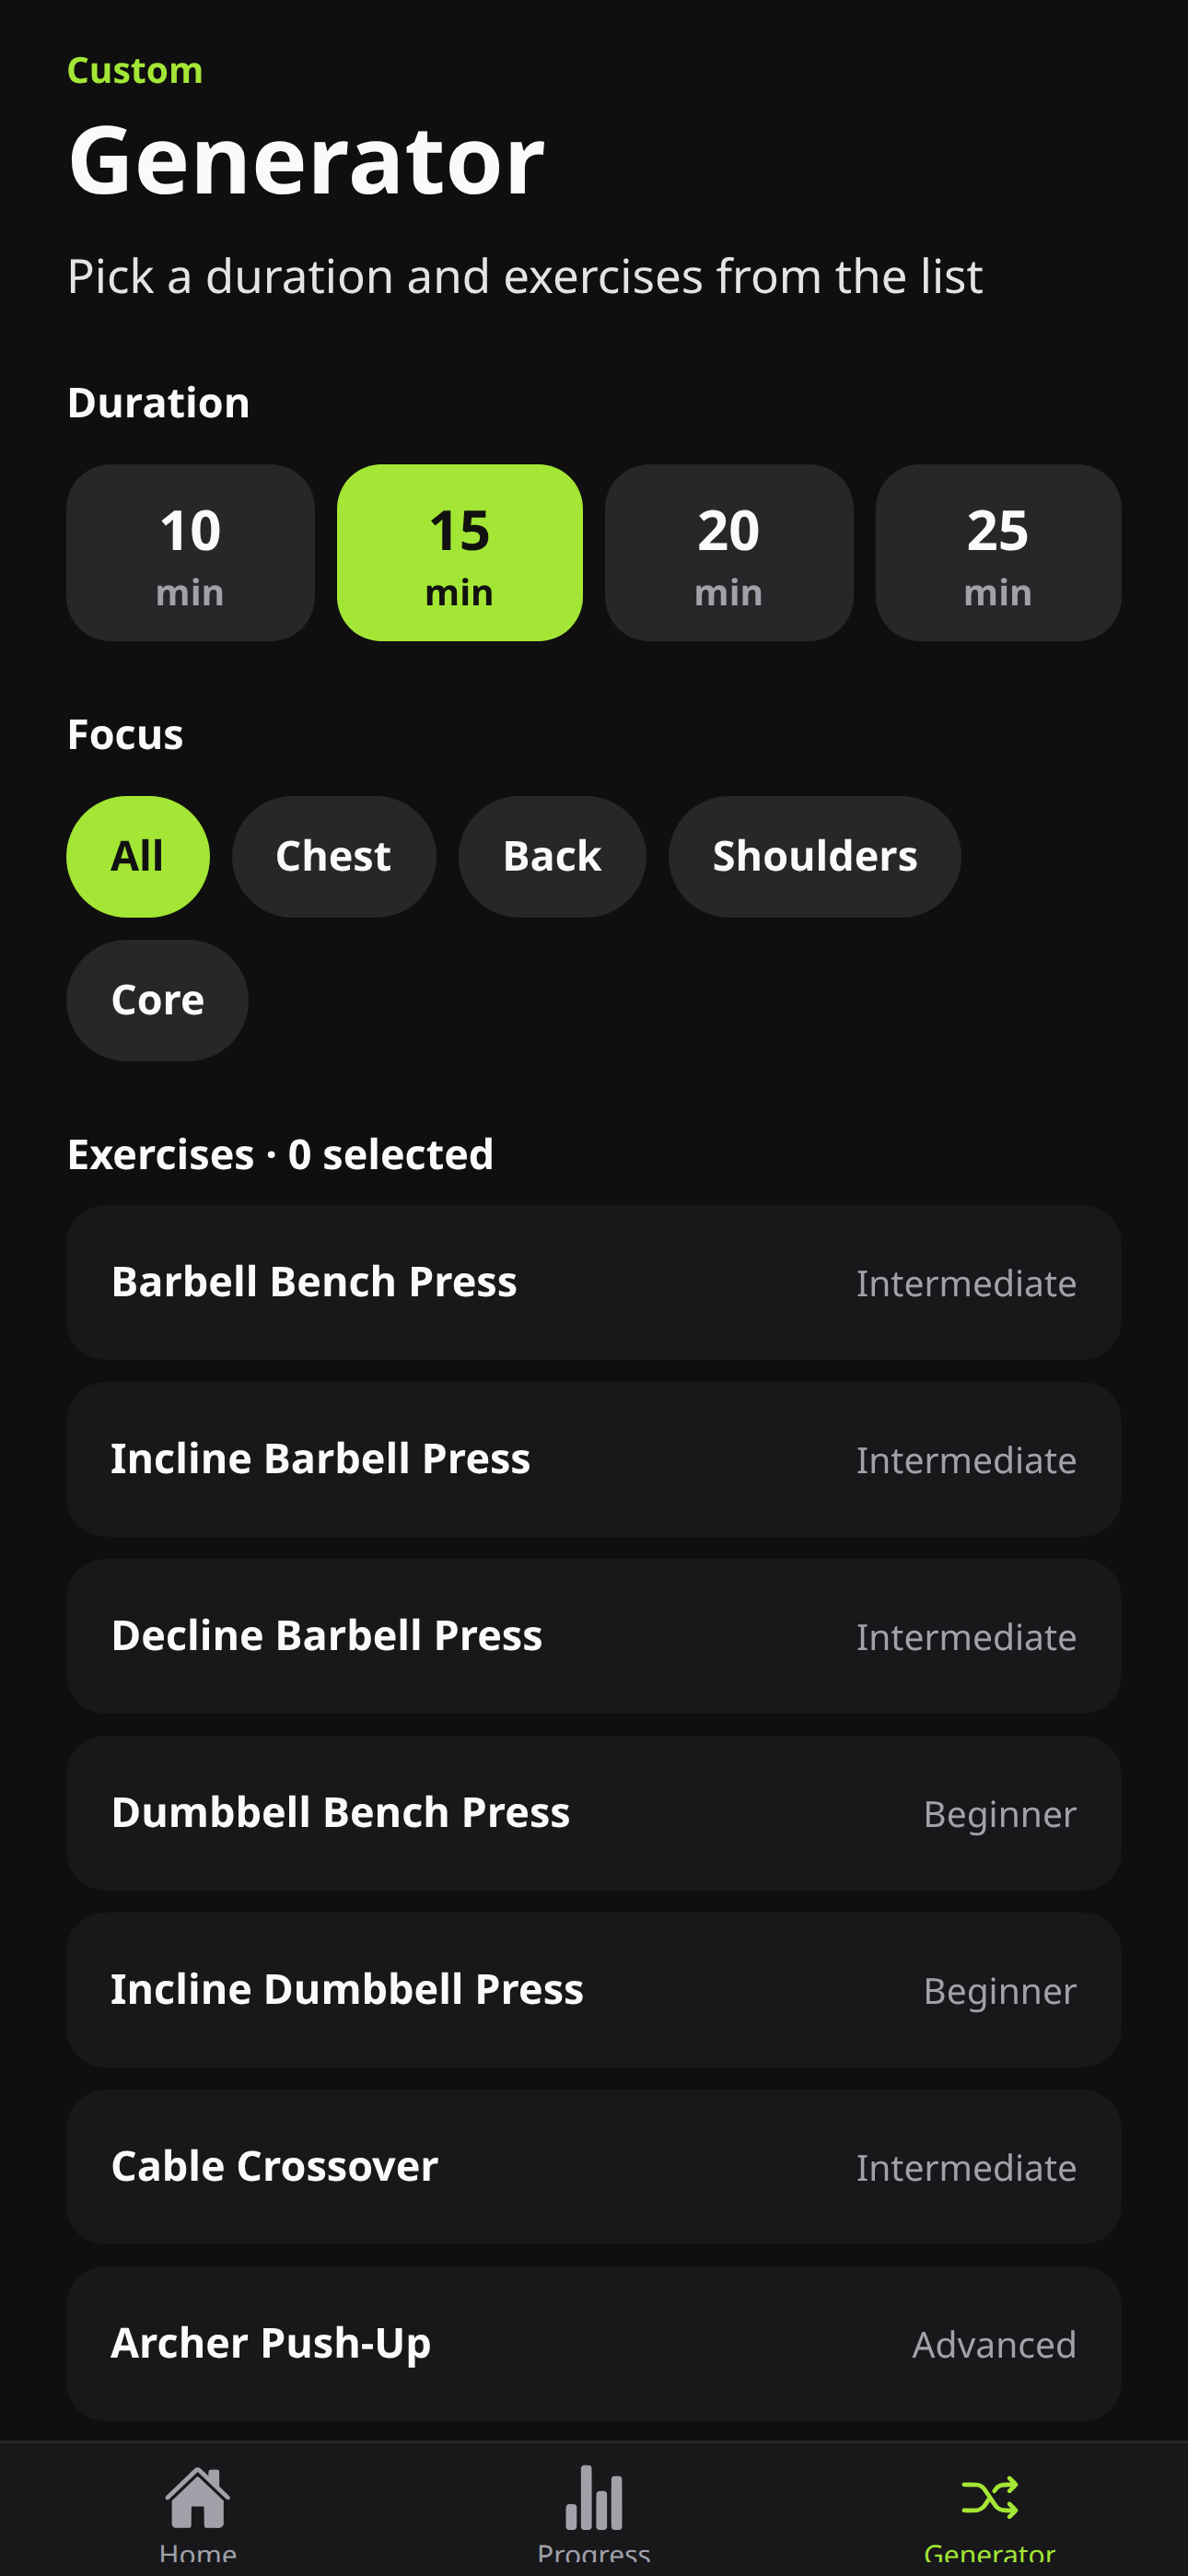 Custom
Generator
Pick a duration and exercises from the list
Duration
10 min
15 min
20 min
25 min
Focus
All Chest Back Shoulders
Core
Exercises · 0 selected
Barbell Bench Press Intermediate
Incline Barbell Press Intermediate
Decline Barbell Press Intermediate
Dumbbell Bench Press Beginner
Incline Dumbbell Press Beginner
Cable Crossover Intermediate
Archer Push-Up Advanced
Home Progress Generator